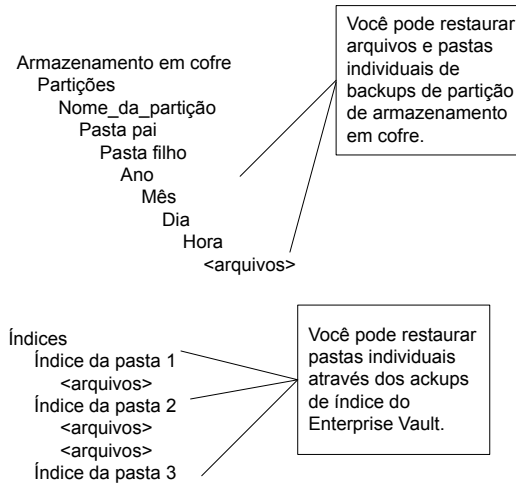 Armazenamento em cofre
Partições
Nome_da_partição
Pasta pai
Pasta filho
Ano
Mês
Dia
Hora
<arquivos>
Você pode restaurar
arquivos e pastas
individuais de
backups de partição
de armazenamento
em cofre.
Índices
Índice da pasta 1
<arquivos>
Índice da pasta 2
<arquivos>
<arquivos>
Índice da pasta 3
Você pode restaurar
pastas individuais
através dos ackups
de índice do
Enterprise Vault.